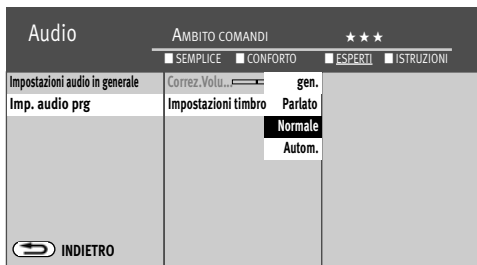 Audio
AMBITO COMANDI ★★★
SEMPLICE CONFORTO ESPERTI ISTRUZIONI
Impostazioni audio in generale Correz.Volu... gen.
Imp. audio prg Impostazioni timbro Parlato
Normale
Autom.
INDIETRO